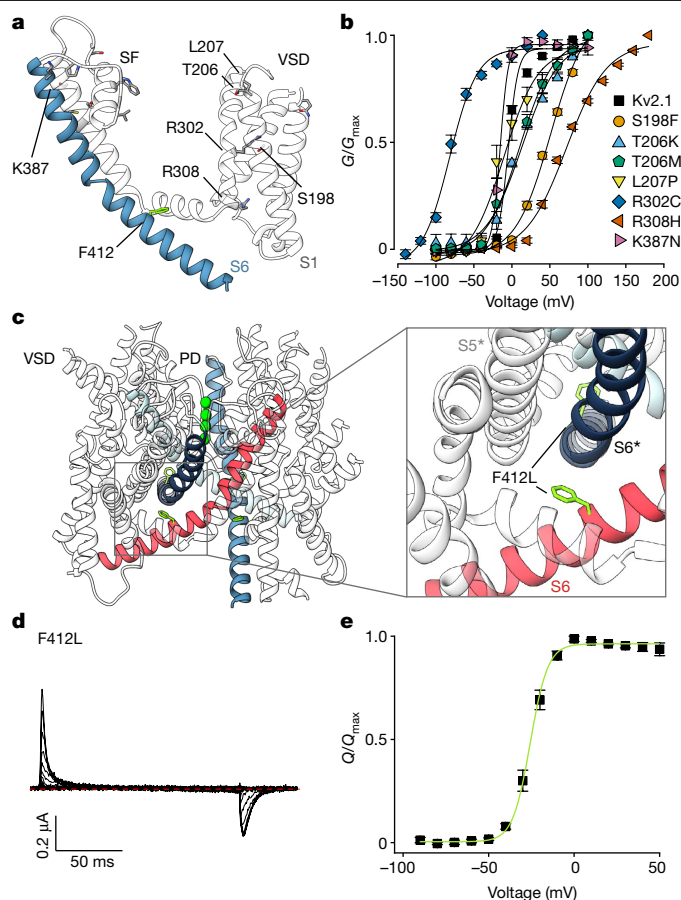 a
SF
L207
T206
VSD
R302
R308
K387
S198
F412
S6
S1
b
G/Gmax
1.0
0.5
0
−150 −100 −50 0 50 100 150 200
Voltage (mV)
Kv2.1
S198F
T206K
T206M
L207P
R302C
R308H
K387N
c
VSD
PD
S5*
S6*
F412L
S6
d
F412L
0.2 µA
50 ms
e
Q/Qmax
1.0
0.5
0
−100 −50 0 50
Voltage (mV)